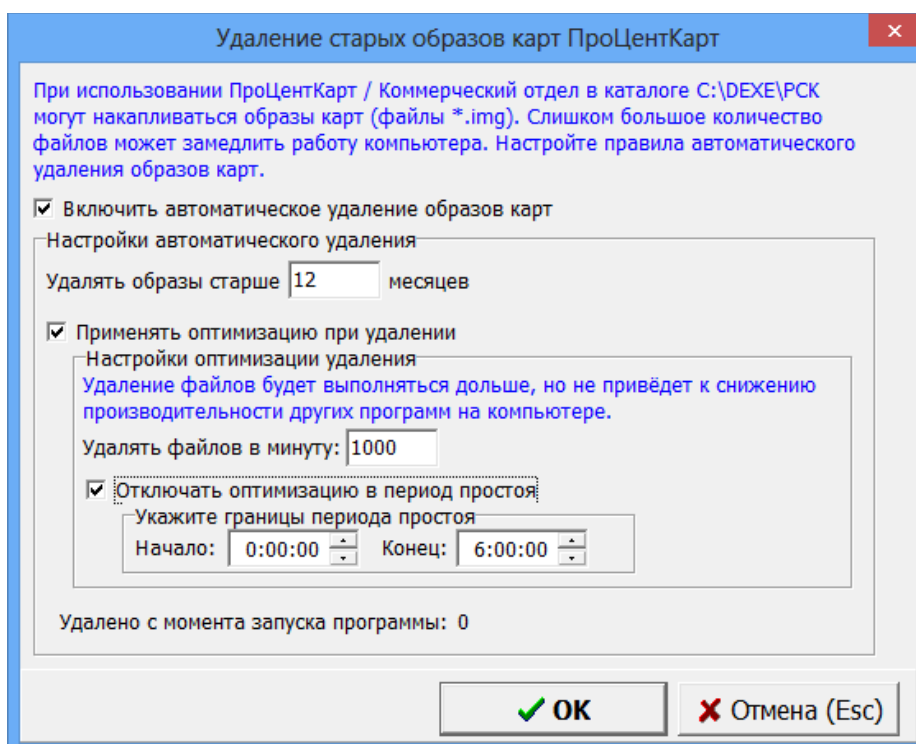 Удаление старых образов карт ПроЦентКарт
При использовании ПроЦентКарт / Коммерческий отдел в каталоге C:\DEXE\РСК
могут накапливаться образы карт (файлы *.img). Слишком большое количество
файлов может замедлить работу компьютера. Настройте правила автоматического
удаления образов карт.
Включить автоматическое удаление образов карт
Настройки автоматического удаления
Удалять образы старше 12 месяцев
Применять оптимизацию при удалении
Настройки оптимизации удаления
Удаление файлов будет выполняться дольше, но не приведёт к снижению
производительности других программ на компьютере.
Удалять файлов в минуту: 1000
Отключать оптимизацию в период простоя
Укажите границы периода простоя
Начало: 0:00:00 Конец: 6:00:00
Удалено с момента запуска программы: 0
OK Отмена (Esc)